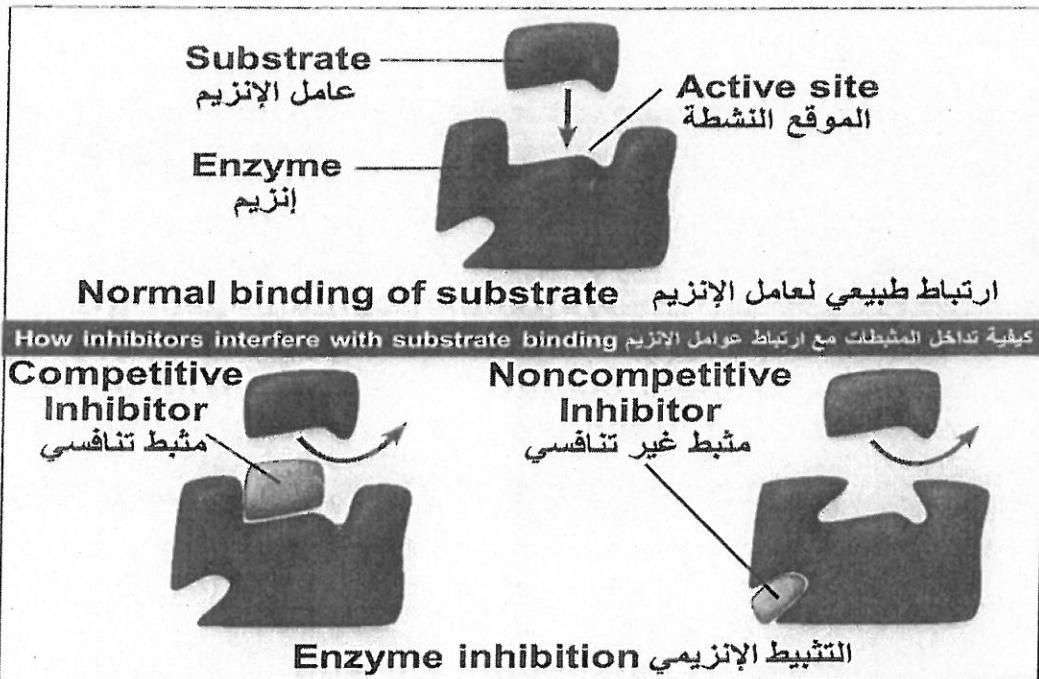 Substrate
عامل الإنزيم
Active site
الموقع النشطة
Enzyme
إنزيم
Normal binding of substrate ارتباط طبيعي لعامل الإنزيم
How inhibitors interfere with substrate binding كيفية تداخل المثبطات مع ارتباط عوامل الانزيم
Competitive
Inhibitor
مثبط تنافسي
Noncompetitive
Inhibitor
مثبط غير تنافسي
Enzyme inhibition التثبيط الإنزيمي